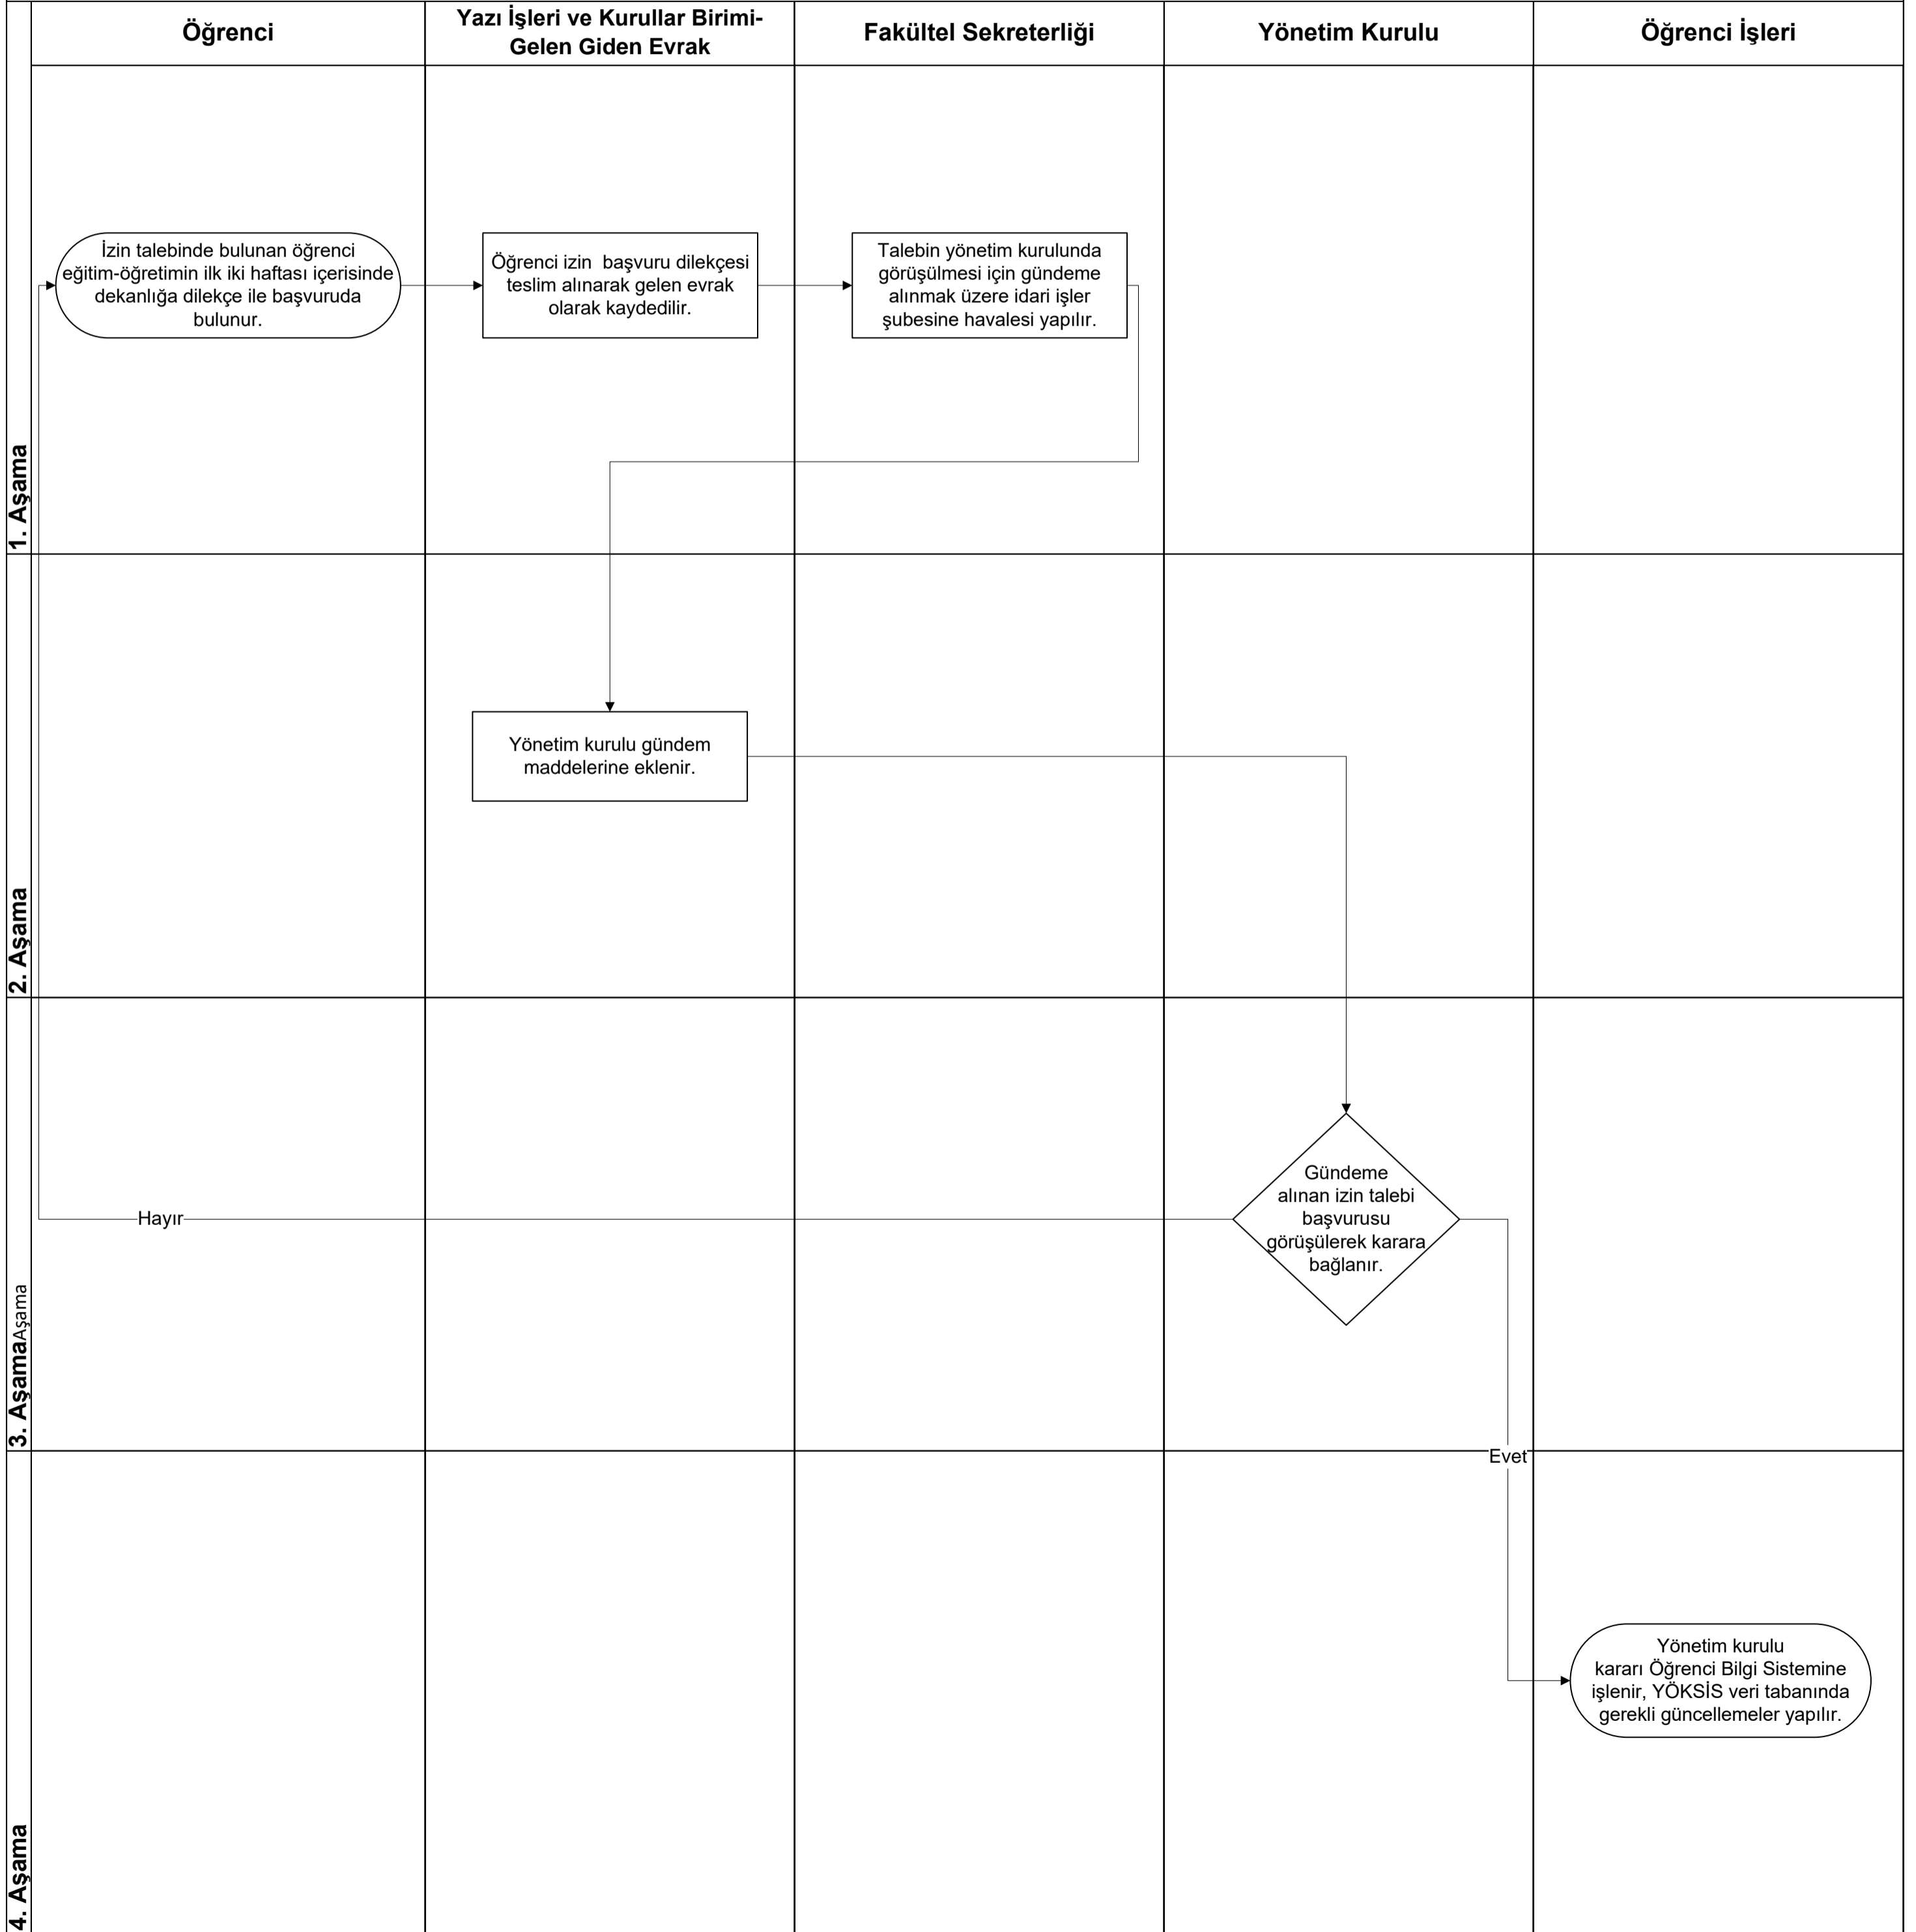 Öğrenci
Yazı İşleri ve Kurullar Birimi-
Gelen Giden Evrak
Fakültel Sekreterliği
Yönetim Kurulu
Öğrenci İşleri
1. Aşama
İzin talebinde bulunan öğrenci
eğitim-öğretimin ilk iki haftası içerisinde
dekanlığa dilekçe ile başvuruda
bulunur.
Öğrenci izin  başvuru dilekçesi
teslim alınarak gelen evrak
olarak kaydedilir.
Talebin yönetim kurulunda
görüşülmesi için gündeme
alınmak üzere idari işler
şubesine havalesi yapılır.
2. Aşama
Yönetim kurulu gündem
maddelerine eklenir.
3. AşamaAşama
Hayır
Gündeme
alınan izin talebi
başvurusu
görüşülerek karara
bağlanır.
Evet
4. Aşama
Yönetim kurulu
kararı Öğrenci Bilgi Sistemine
işlenir, YÖKSİS veri tabanında
gerekli güncellemeler yapılır.